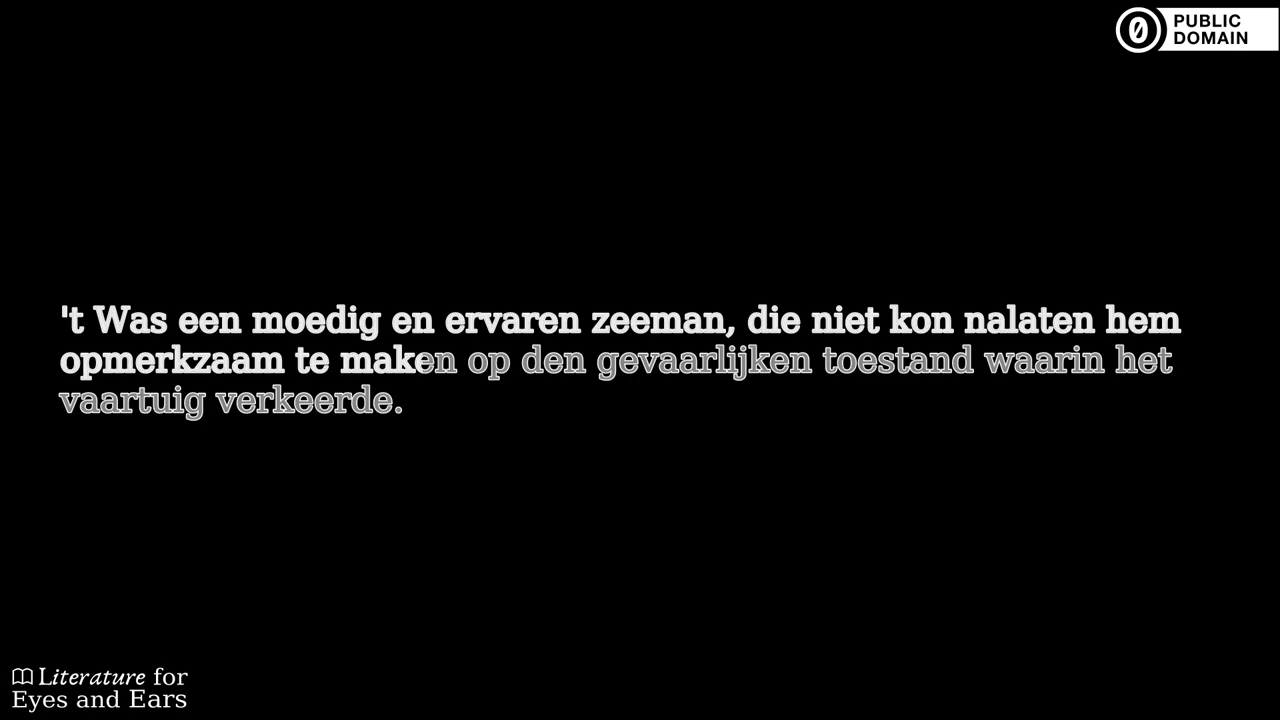 PUBLIC
DOMAIN
't Was een moedig en ervaren zeeman, die niet kon nalaten hem
opmerkzaam te maken op den gevaarlijken toestand waarin het
vaartuig verkeerde.
Literature for
Eyes and Ears